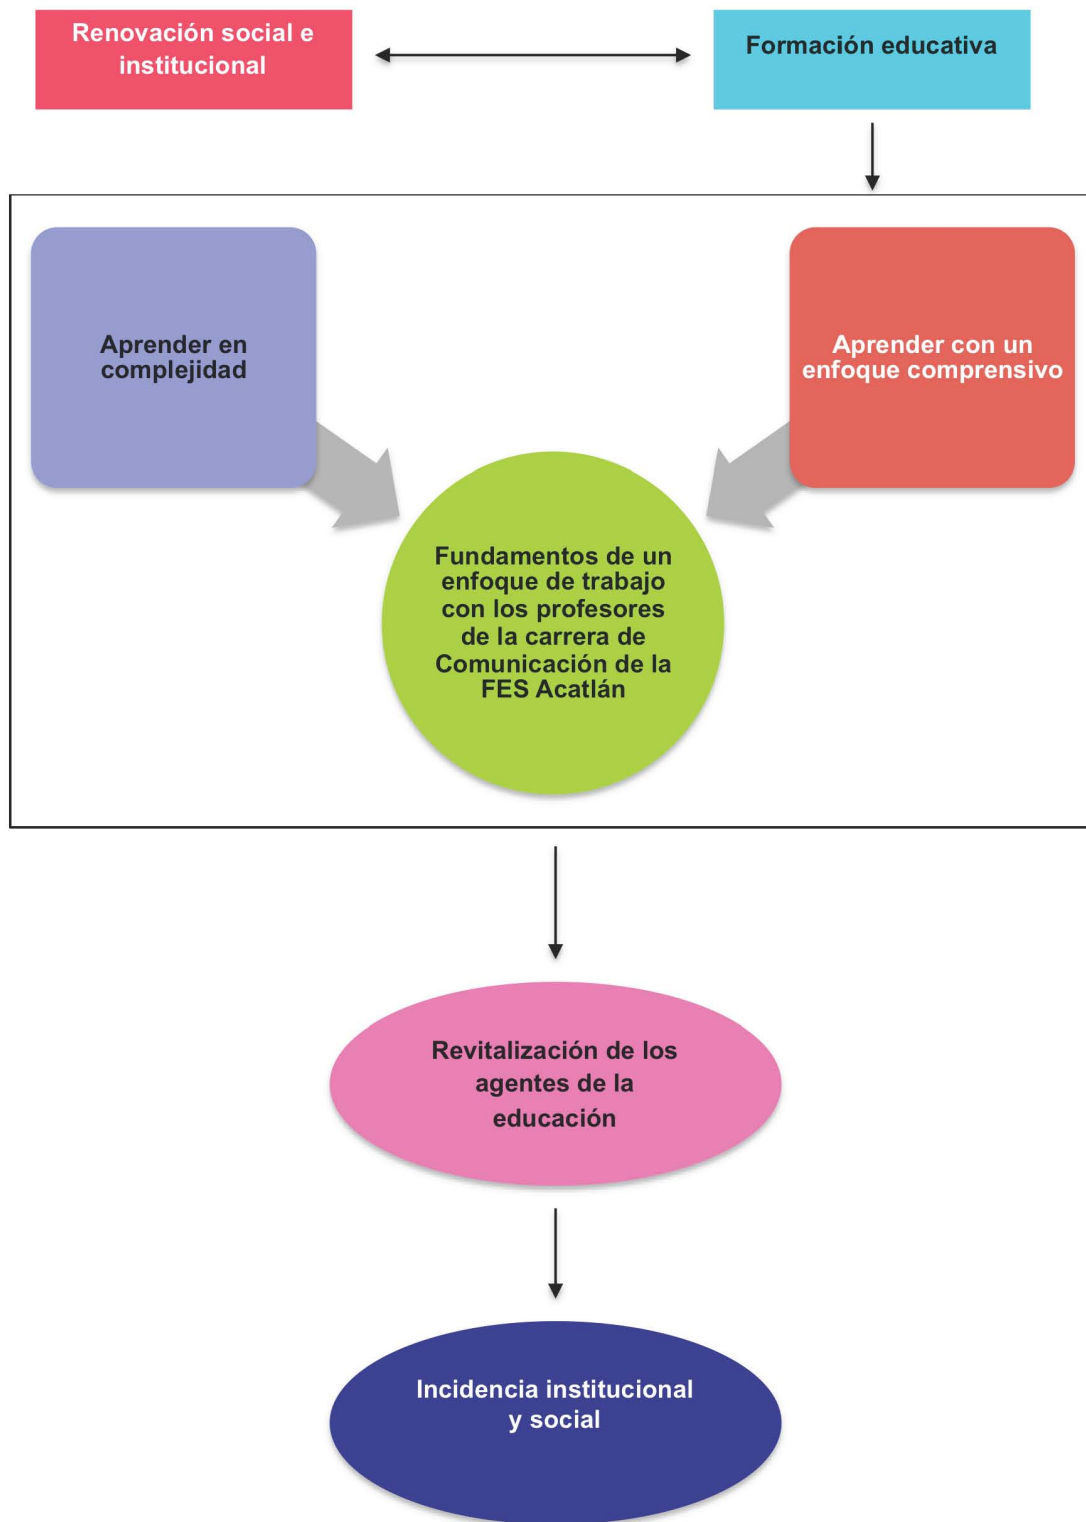 Renovación social e
institucional
Formación educativa
Aprender en
complejidad
Aprender con un
enfoque comprensivo
Fundamentos de un
enfoque de trabajo
con los profesores
de la carrera de
Comunicación de la
FES Acatlán
Revitalización de los
agentes de la
educación
Incidencia institucional
y social